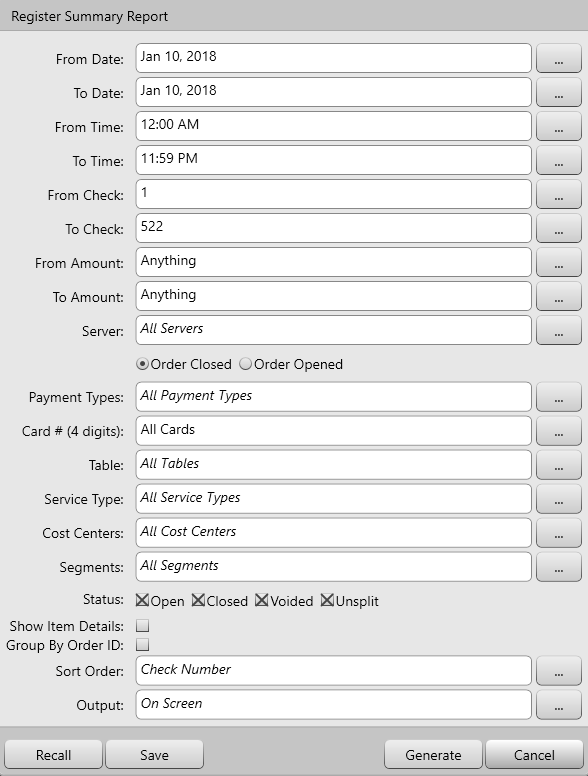 Register Summary Report
From Date: Jan 10, 2018 ...
To Date: Jan 10, 2018 ...
From Time: 12:00 AM ...
To Time: 11:59 PM ...
From Check: 1 ...
To Check: 522 ...
From Amount: Anything ...
To Amount: Anything ...
Server: All Servers ...
Order Closed Order Opened
Payment Types: All Payment Types ...
Card # (4 digits): All Cards ...
Table: All Tables ...
Service Type: All Service Types ...
Cost Centers: All Cost Centers ...
Segments: All Segments ...
Status: Open Closed Voided Unsplit
Show Item Details:
Group By Order ID:
Sort Order: Check Number ...
Output: On Screen ...
Recall Save Generate Cancel